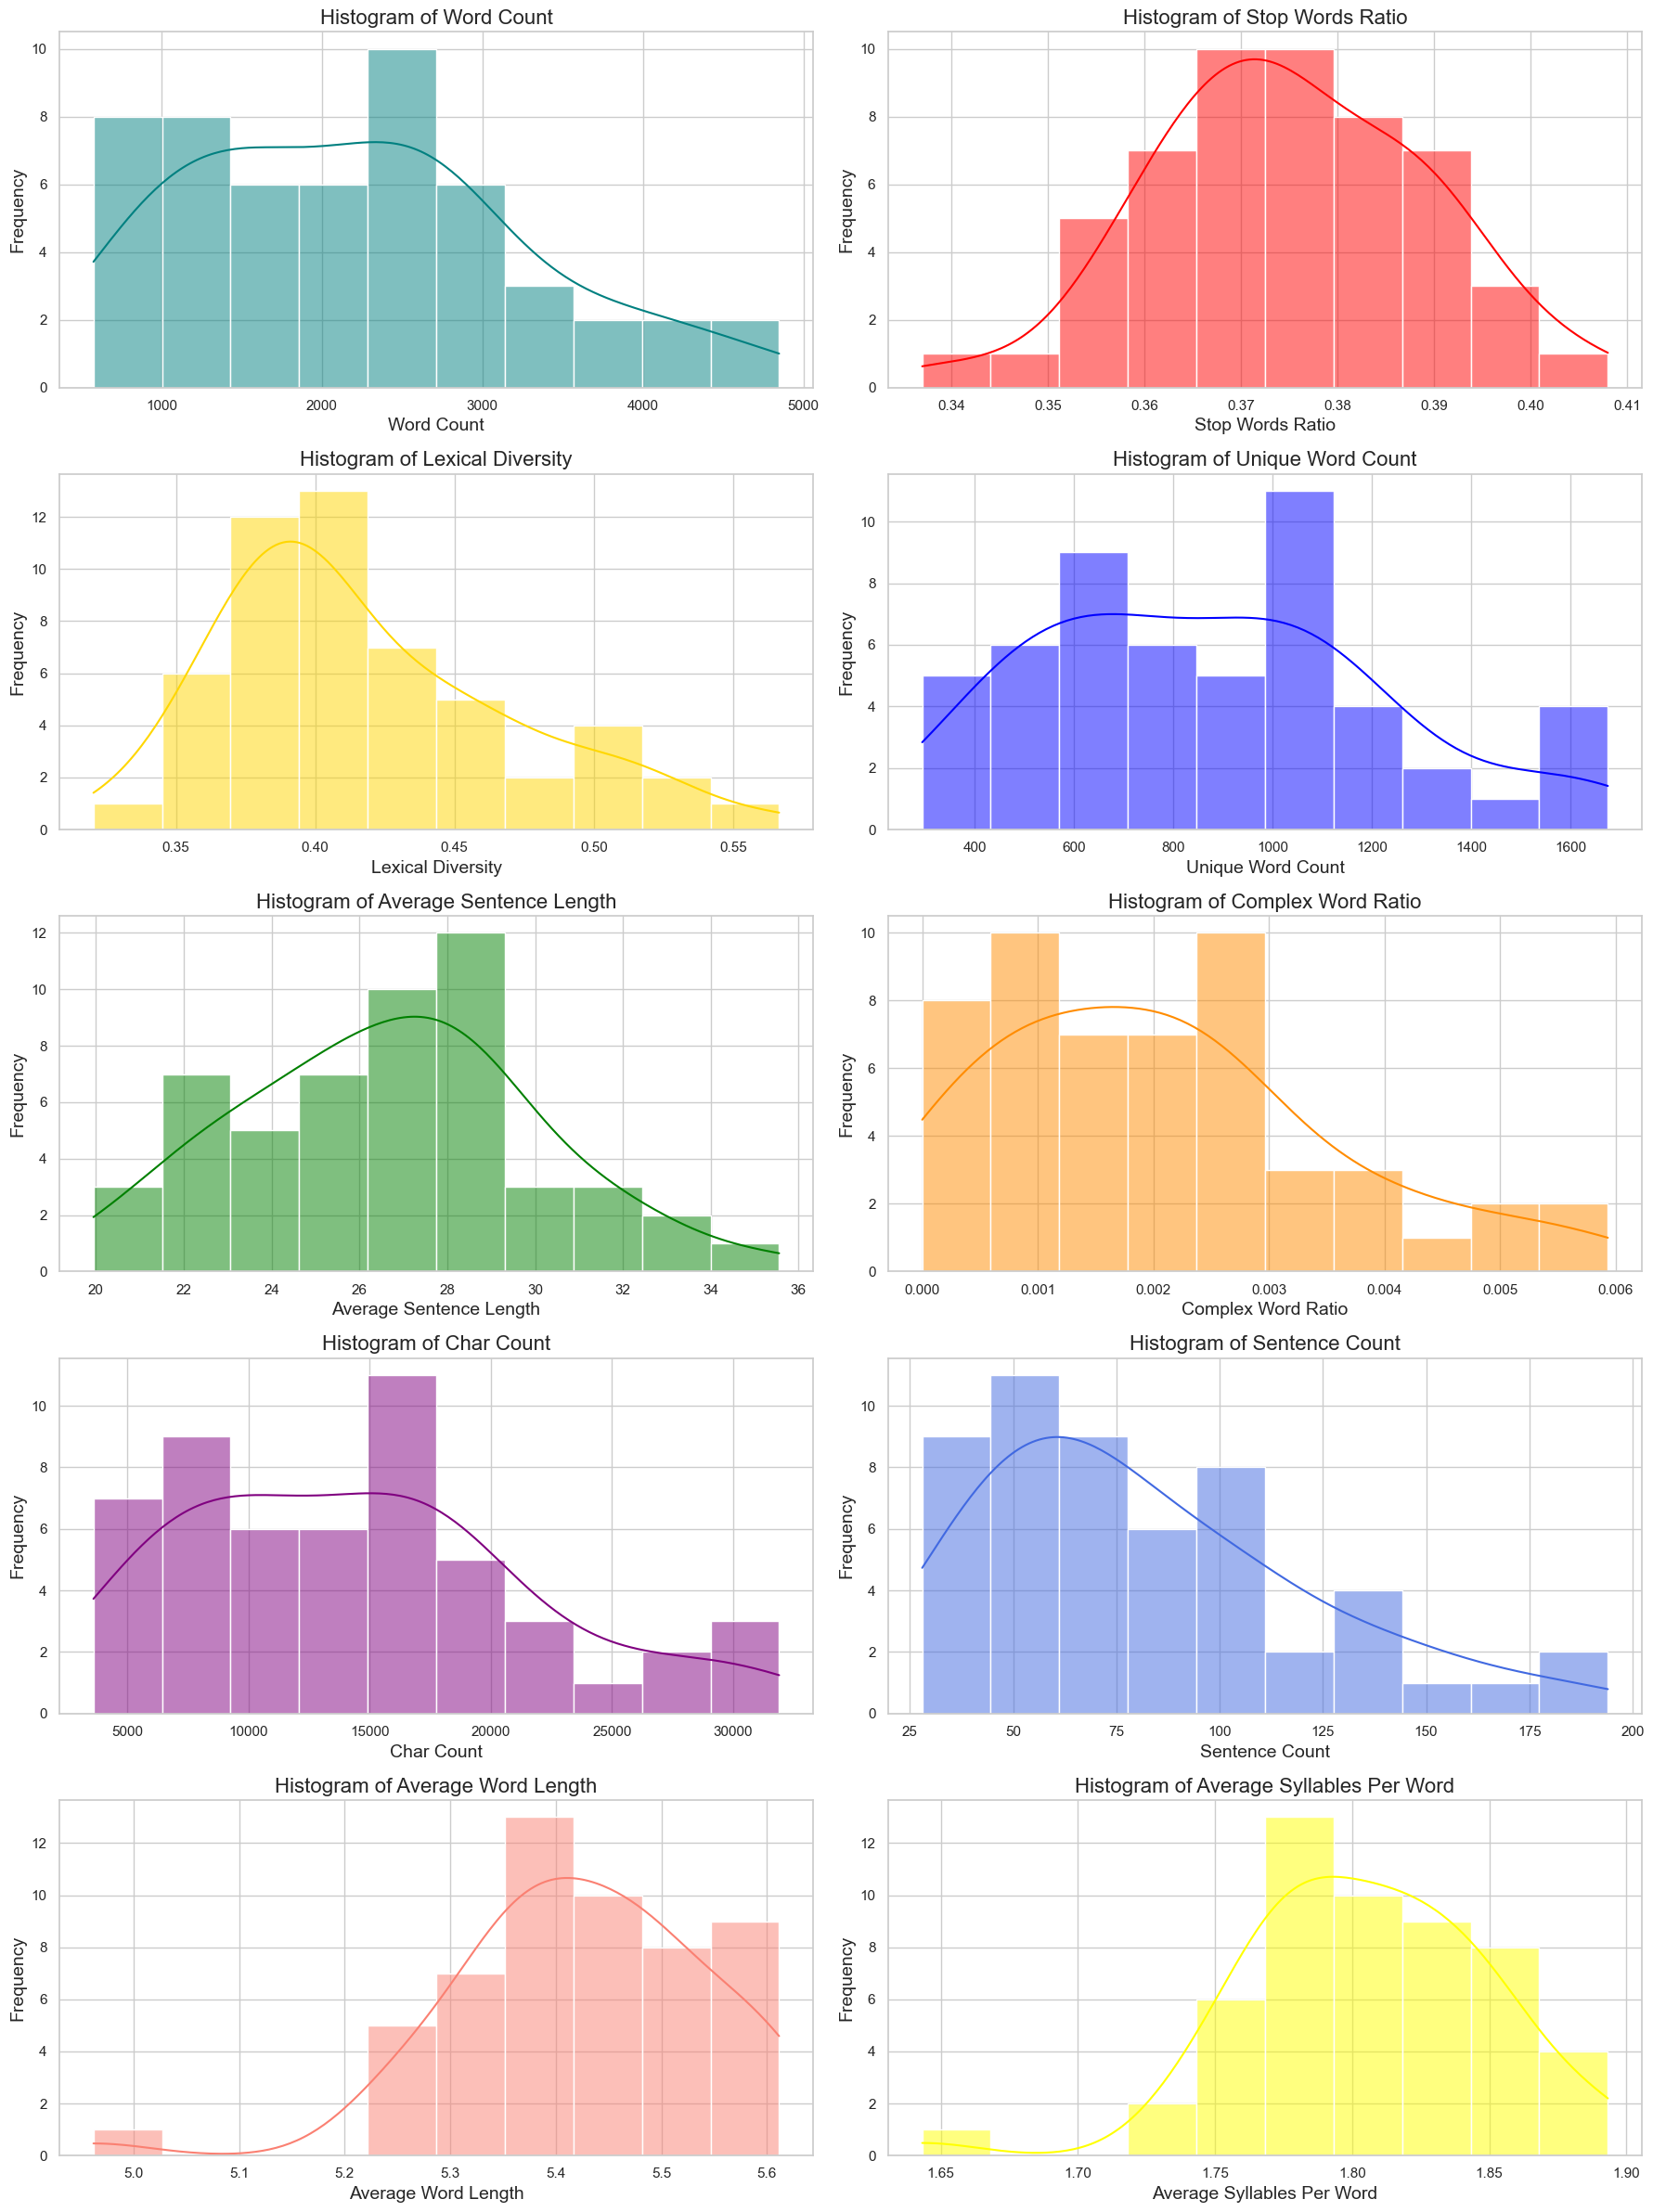 Histogram of Word Count
Frequency
0
2
4
6
8
10
1000 2000 3000 4000 5000
Word Count
Histogram of Stop Words Ratio
Frequency
0
2
4
6
8
10
0.34 0.35 0.36 0.37 0.38 0.39 0.40 0.41
Stop Words Ratio
Histogram of Lexical Diversity
Frequency
0
2
4
6
8
10
12
0.35 0.40 0.45 0.50 0.55
Lexical Diversity
Histogram of Unique Word Count
Frequency
0
2
4
6
8
10
400 600 800 1000 1200 1400 1600
Unique Word Count
Histogram of Average Sentence Length
Frequency
0
2
4
6
8
10
12
20 22 24 26 28 30 32 34 36
Average Sentence Length
Histogram of Complex Word Ratio
Frequency
0
2
4
6
8
10
0.000 0.001 0.002 0.003 0.004 0.005 0.006
Complex Word Ratio
Histogram of Char Count
Frequency
0
2
4
6
8
10
5000 10000 15000 20000 25000 30000
Char Count
Histogram of Sentence Count
Frequency
0
2
4
6
8
10
25 50 75 100 125 150 175 200
Sentence Count
Histogram of Average Word Length
Frequency
0
2
4
6
8
10
12
5.0 5.1 5.2 5.3 5.4 5.5 5.6
Average Word Length
Histogram of Average Syllables Per Word
Frequency
0
2
4
6
8
10
12
1.65 1.70 1.75 1.80 1.85 1.90
Average Syllables Per Word